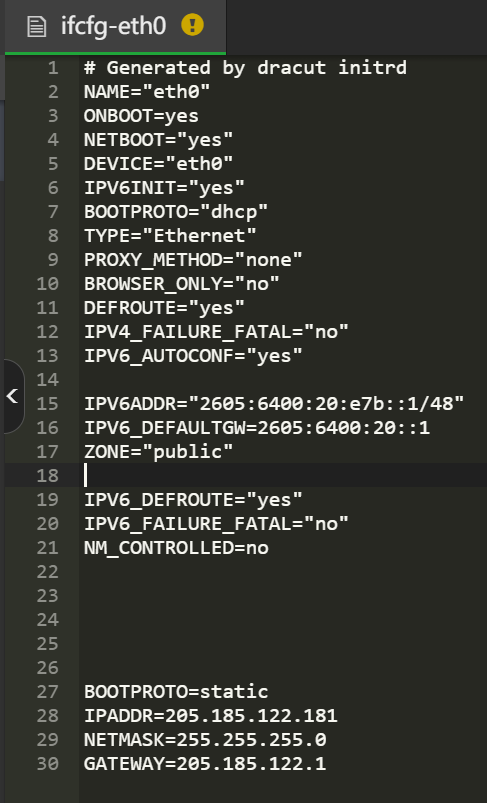 ifcfg-eth0
1 # Generated by dracut initrd
2 NAME="eth0"
3 ONBOOT=yes
4 NETBOOT="yes"
5 DEVICE="eth0"
6 IPV6INIT="yes"
7 BOOTPROTO="dhcp"
8 TYPE="Ethernet"
9 PROXY_METHOD="none"
10 BROWSER_ONLY="no"
11 DEFROUTE="yes"
12 IPV4_FAILURE_FATAL="no"
13 IPV6_AUTOCONF="yes"
14
15 IPV6ADDR="2605:6400:20:e7b::1/48"
16 IPV6_DEFAULTGW=2605:6400:20::1
17 ZONE="public"
18
19 IPV6_DEFROUTE="yes"
20 IPV6_FAILURE_FATAL="no"
21 NM_CONTROLLED=no
22
23
24
25
26
27 BOOTPROTO=static
28 IPADDR=205.185.122.181
29 NETMASK=255.255.255.0
30 GATEWAY=205.185.122.1